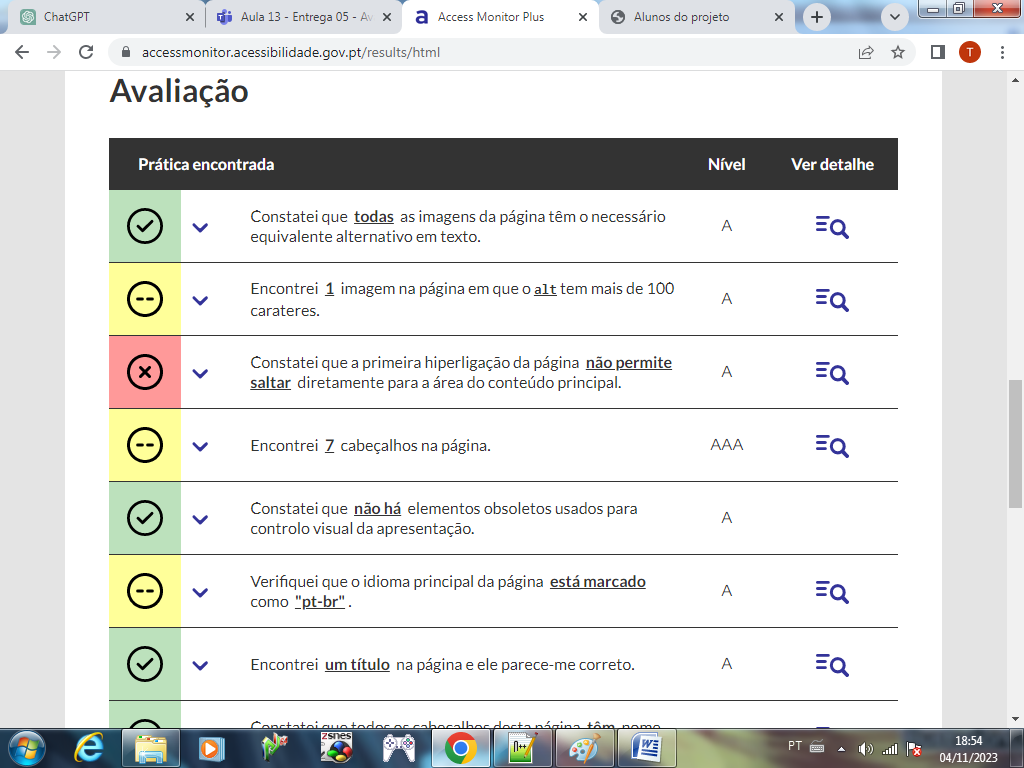 ChatGPT
Aula 13 - Entrega 05 - Av
Access Monitor Plus
Alunos do projeto
accessmonitor.acessibilidade.gov.pt/results/html
T
Avaliação
Prática encontrada Nível Ver detalhe
Constatei que todas as imagens da página têm o necessário
equivalente alternativo em texto.
A
Encontrei 1 imagem na página em que o alt tem mais de 100
carateres.
A
Constatei que a primeira hiperligação da página não permite
saltar diretamente para a área do conteúdo principal.
A
Encontrei 7 cabeçalhos na página.
AAA
Constatei que não há elementos obsoletos usados para
controlo visual da apresentação.
A
Verifiquei que o idioma principal da página está marcado
como "pt-br" .
A
Encontrei um título na página e ele parece-me correto.
A
Constatei que todos os cabeçalhos desta página têm nome
ZSNES
PT
18:54
04/11/2023